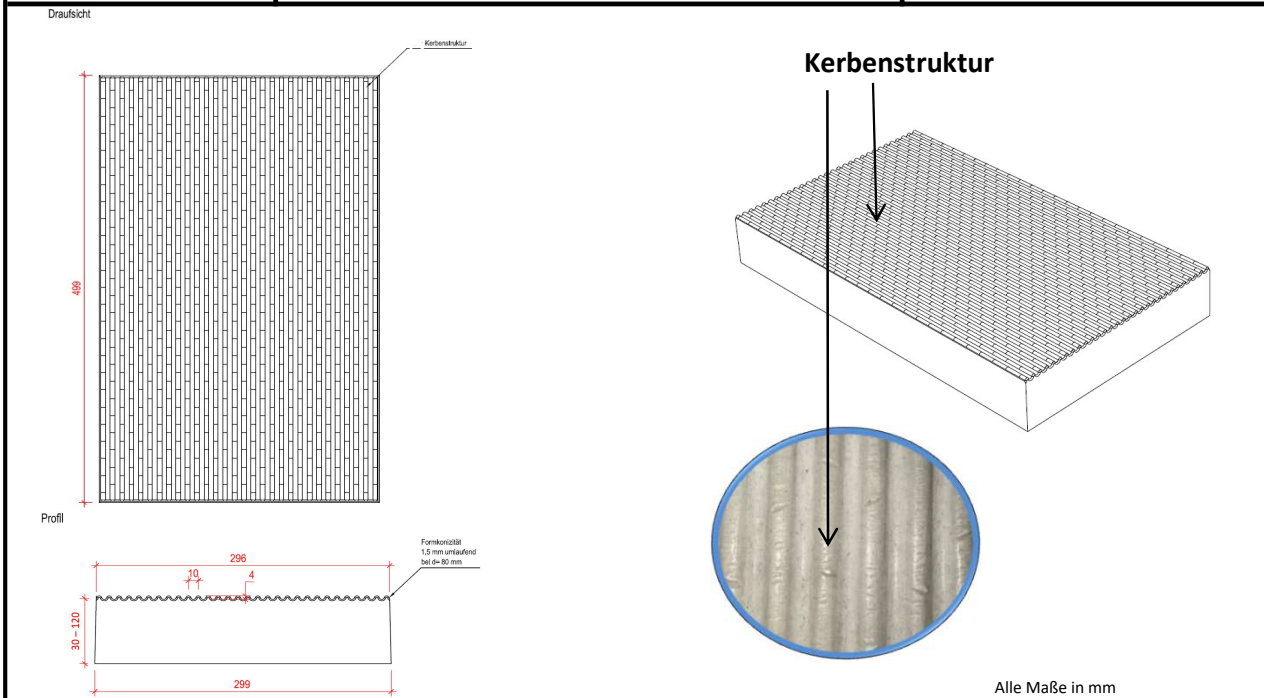 Draufsicht
Kerbenstruktur
499
Kerbenstruktur
Profil
Formkonizität
1,5 mm umlaufend
bei d= 80 mm
296
10
4
30 – 120
299
Alle Maße in mm